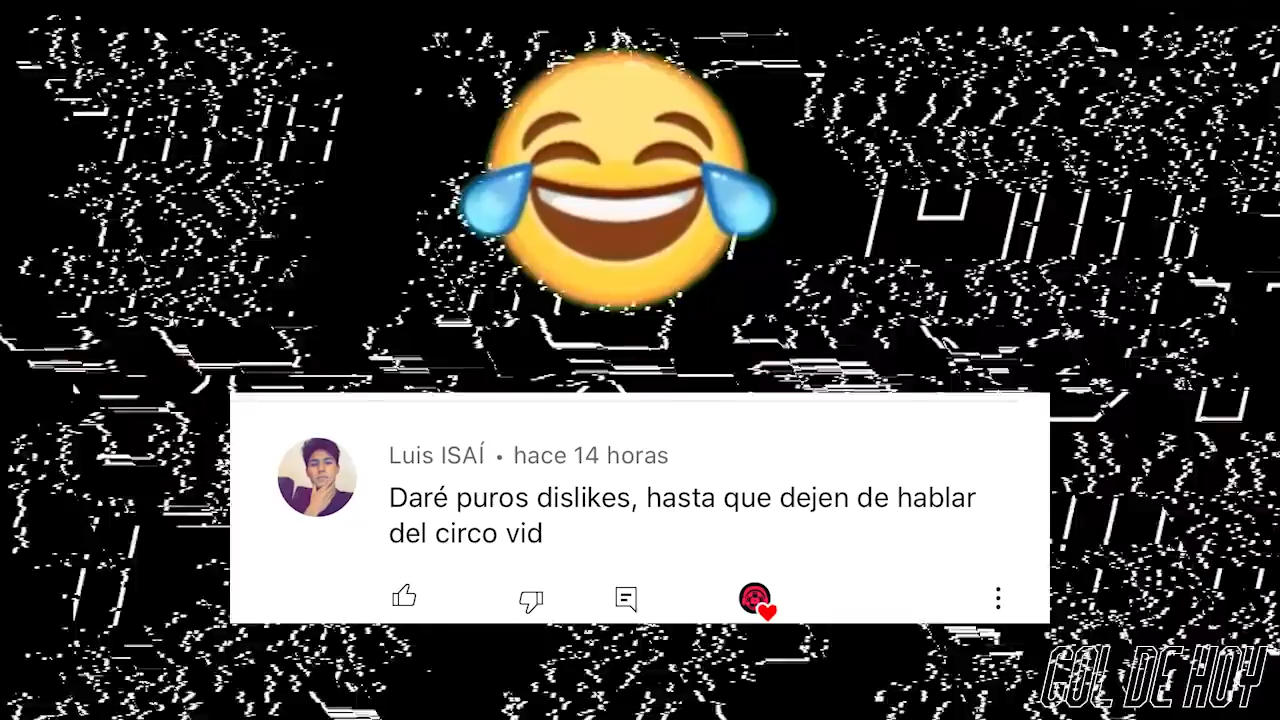 Luis ISAÍ • hace 14 horas
Daré puros dislikes, hasta que dejen de hablar
del circo vid
GOL DE HOY